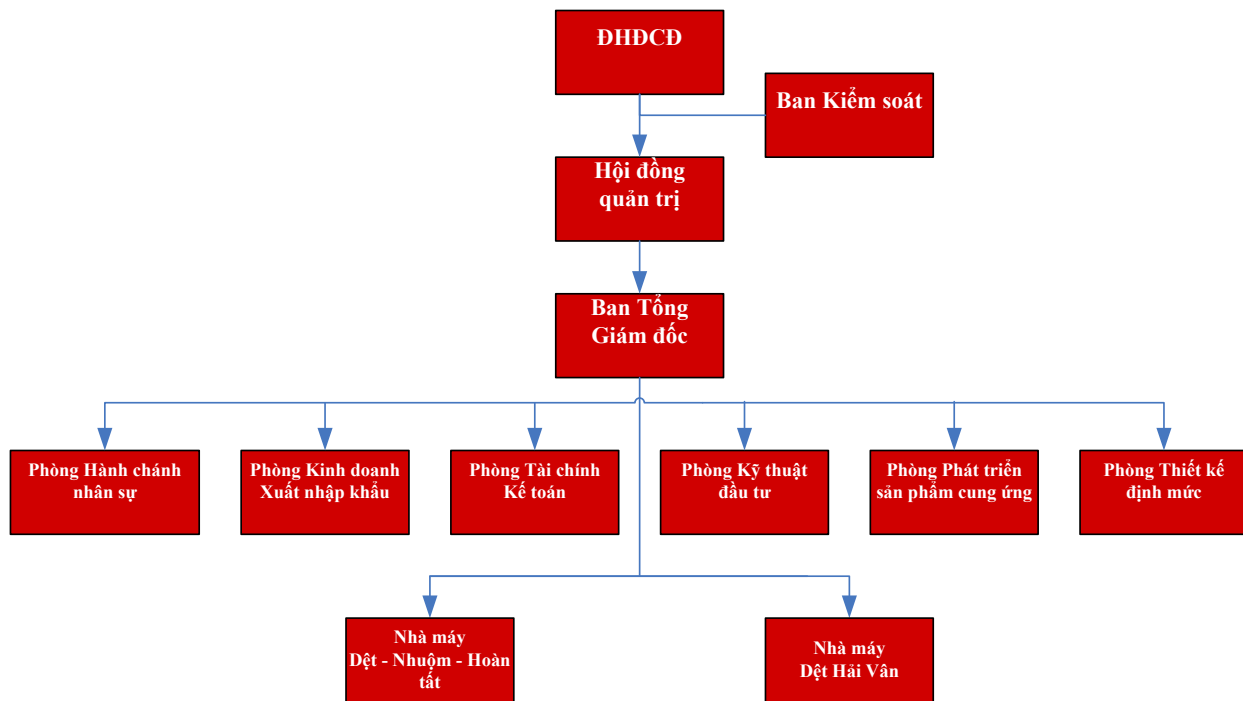 ĐHĐCĐ
Ban Kiểm soát
Hội đồng
quản trị
Ban Tổng
Giám đốc
Phòng Hành chánh
nhân sự
Phòng Kinh doanh
Xuất nhập khẩu
Phòng Tài chính
Kế toán
Phòng Kỹ thuật
đầu tư
Phòng Phát triển
sản phẩm cung ứng
Phòng Thiết kế
định mức
Nhà máy
Dệt - Nhuộm - Hoàn
tất
Nhà máy
Dệt Hải Vân